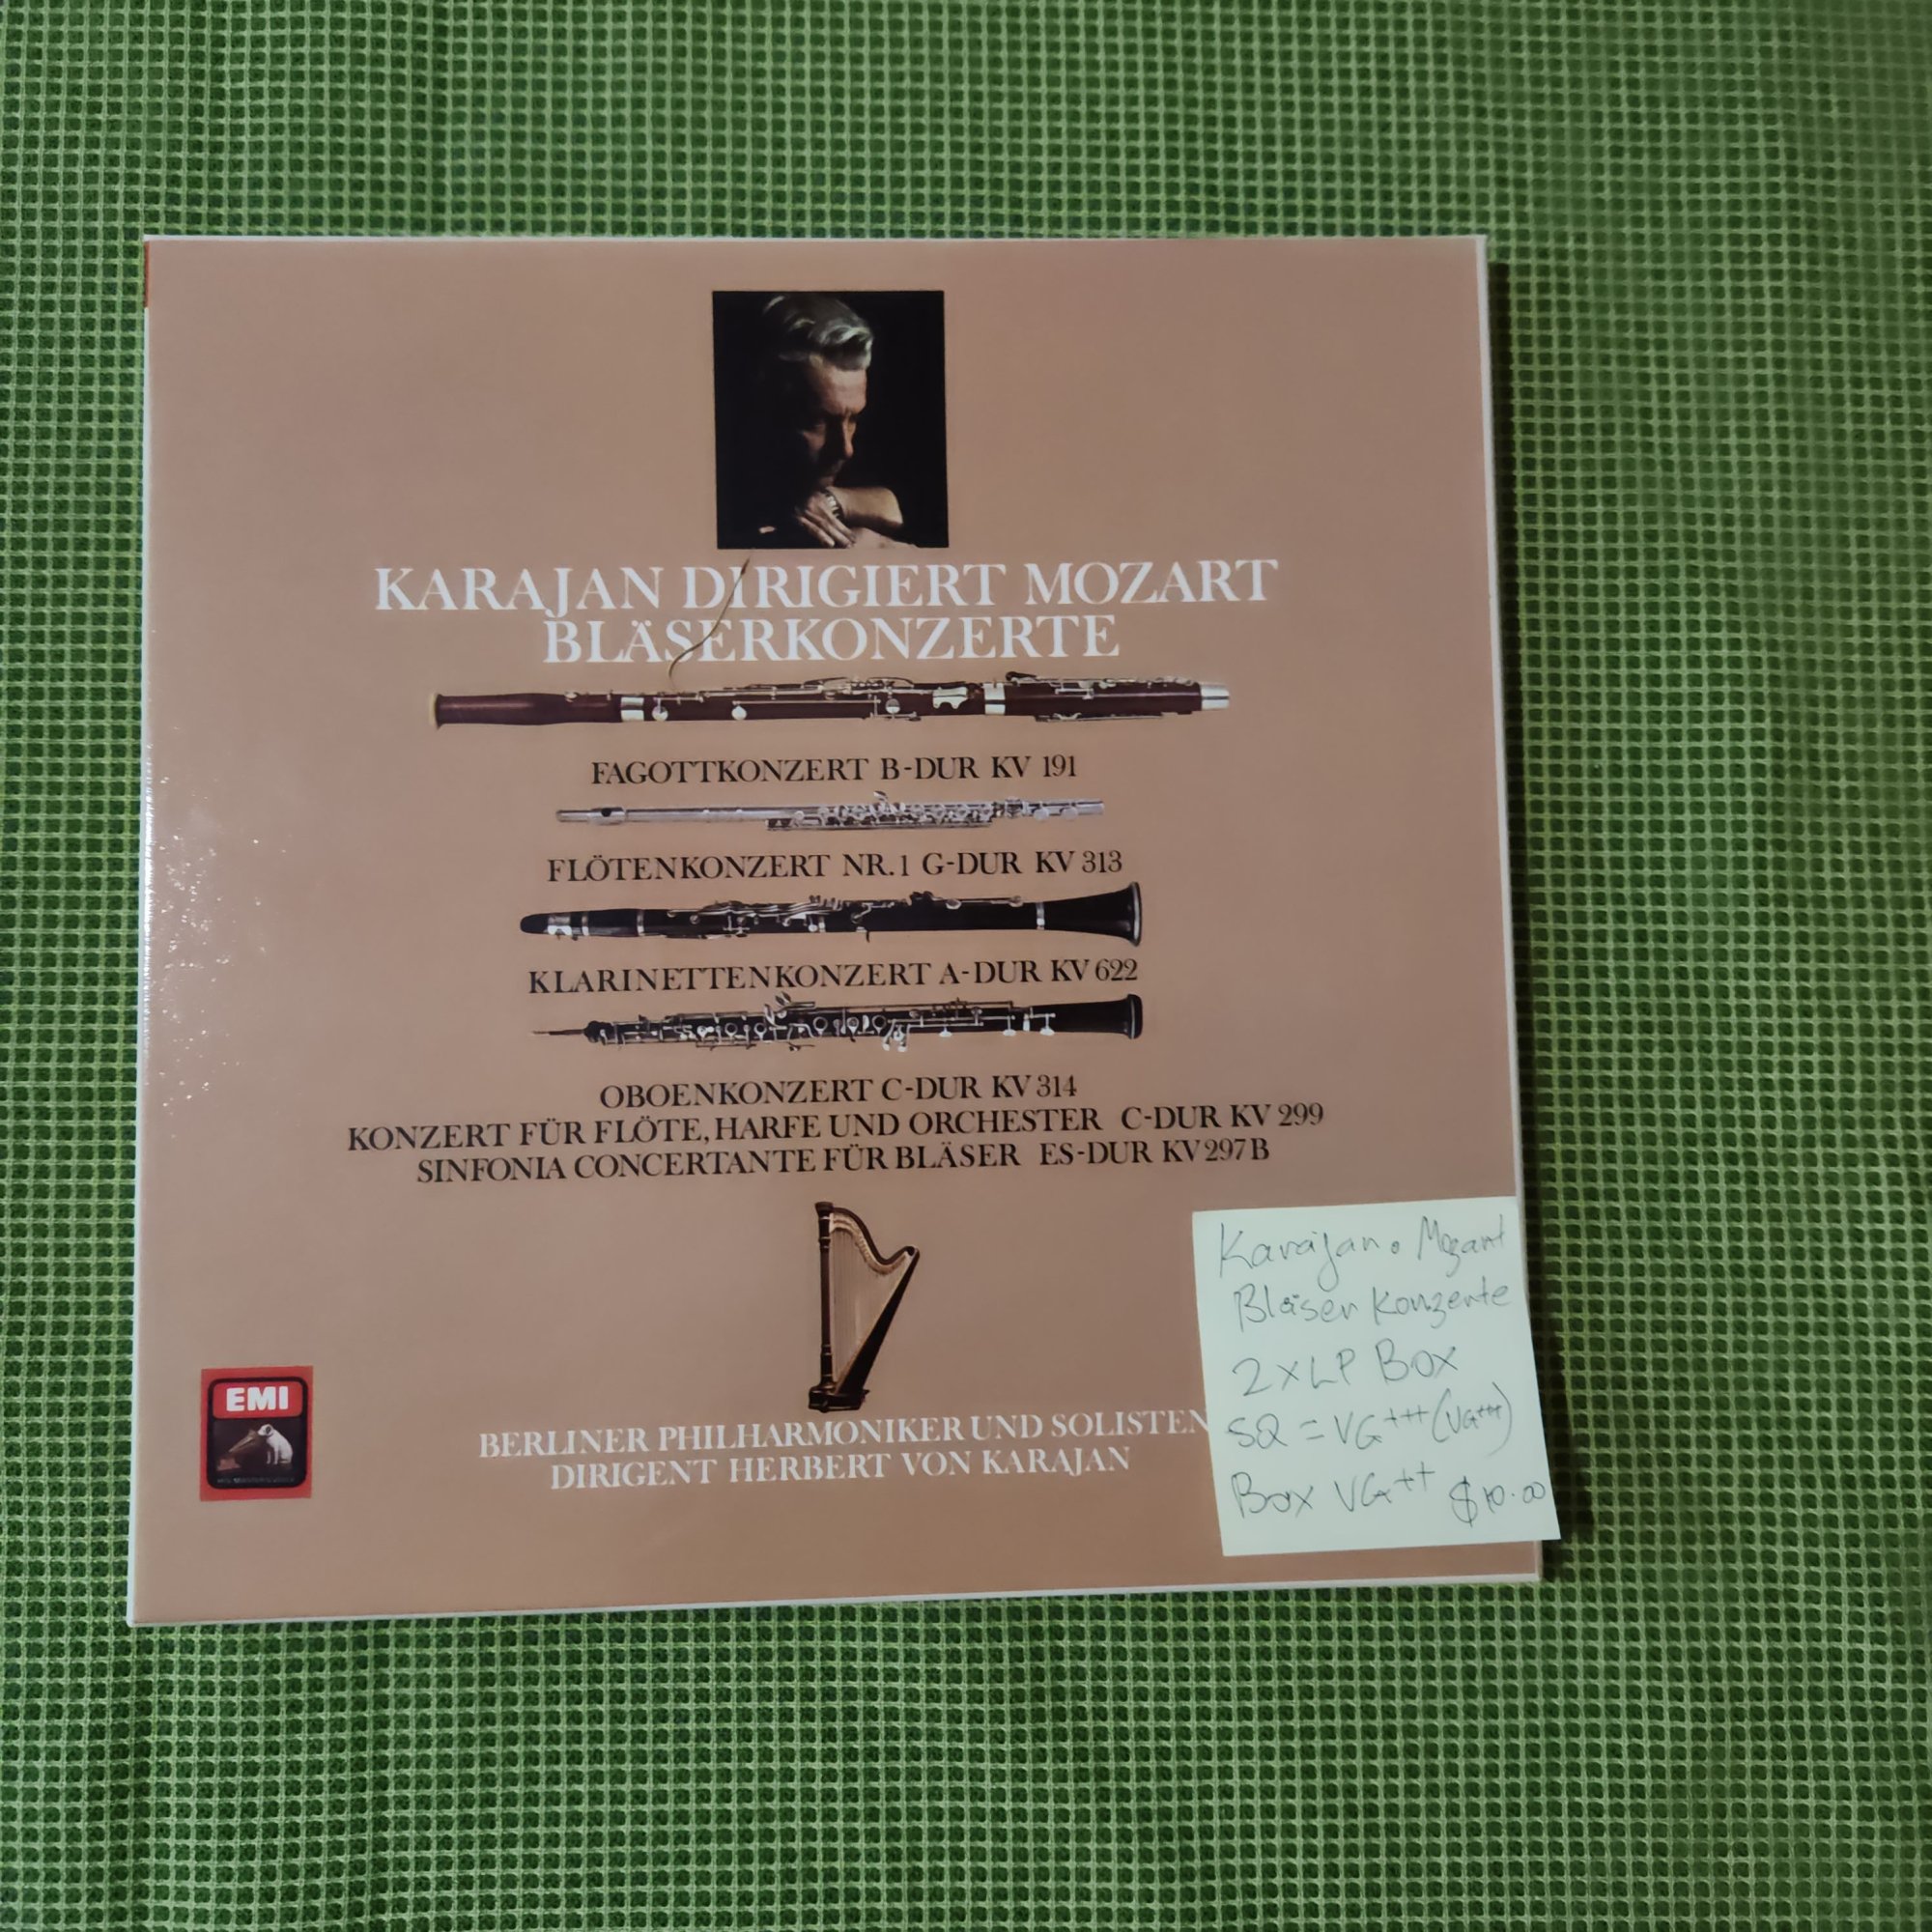 KARAJAN DIRIGIERT MOZART
BLÄSERKONZERTE
FAGOTTKONZERT B-DUR KV 191
FLÖTENKONZERT NR. 1 G-DUR KV 313
KLARINETTENKONZERT A-DUR KV 622
OBOENKONZERT C-DUR KV 314
KONZERT FÜR FLÖTE, HARFE UND ORCHESTER C-DUR KV 299
SINFONIA CONCERTANTE FÜR BLÄSER ES-DUR KV 297 B
EMI
BERLINER PHILHARMONIKER UND SOLISTEN
DIRIGENT HERBERT VON KARAJAN
Karajan • Mozart
Bläser Konzerte
2 x LP Box
SQ = VG+++ (VG+++)
Box VG++ $10.00